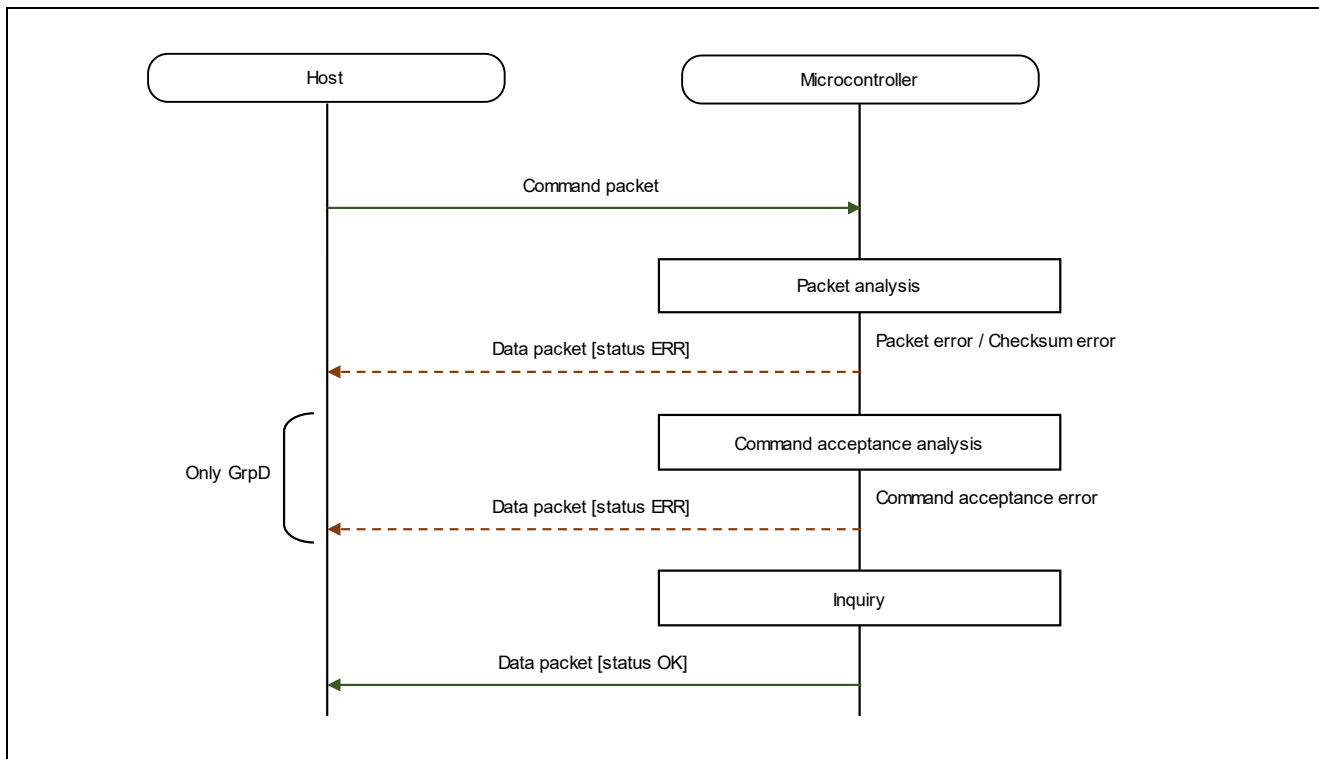 Host
Microcontroller
Command packet
Packet analysis
Packet error / Checksum error
Data packet [status ERR]
Command acceptance analysis
Only GrpD
Command acceptance error
Data packet [status ERR]
Inquiry
Data packet [status OK]